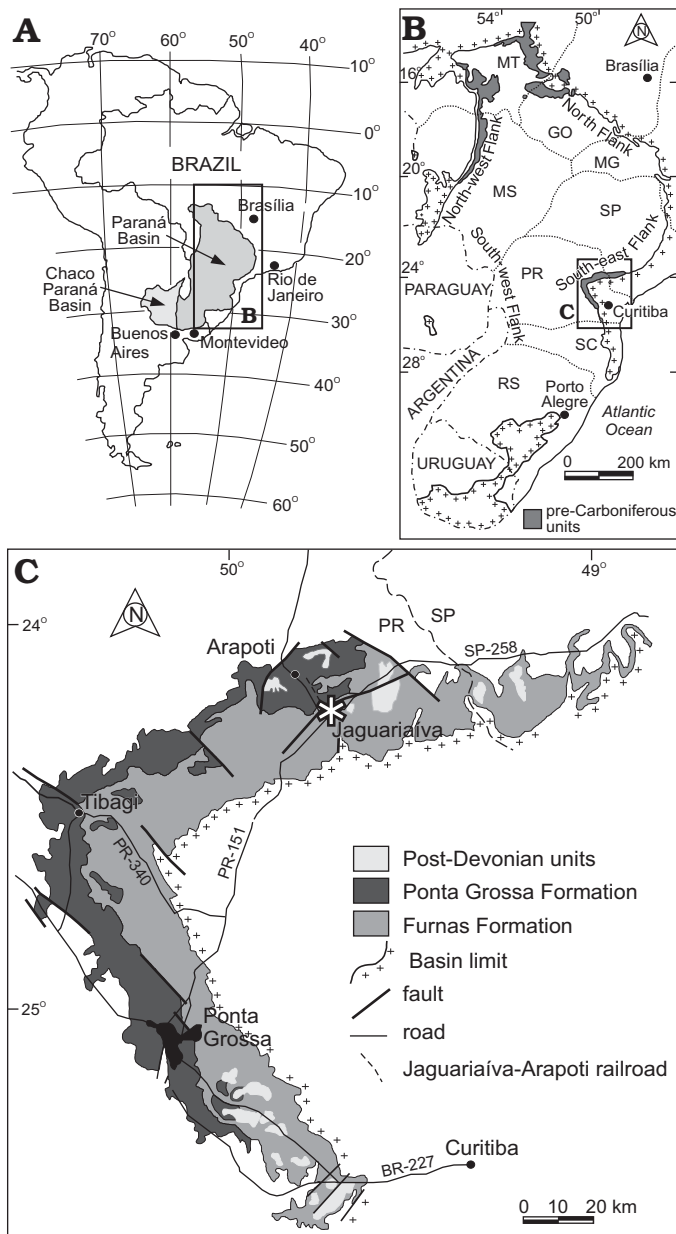 A
70°
60°
50°
40°
10°
0°
BRAZIL
10°
Brasília
Paraná
Basin
20°
Chaco
Paraná
Basin
Rio de
Janeiro
B
30°
Buenos
Aires
Montevideo
40°
50°
60°
B
54°
50°
N
MT
Brasília
16°
North Flank
GO
MG
20°
North-west Flank
MS
SP
South-west Flank
South-east Flank
24°
PR
PARAGUAY
C
Curitiba
SC
28°
ARGENTINA
RS
Porto
Alegre
Atlantic
Ocean
URUGUAY
0 200 km
pre-Carboniferous
units
C
50°
49°
24°
N
PR
SP
SP-258
Arapoti
Jaguariaíva
Tibagi
PR-340
PR-151
Post-Devonian units
Ponta Grossa Formation
Furnas Formation
Basin limit
fault
road
Jaguariaíva-Arapoti railroad
25°
Ponta
Grossa
Curitiba
BR-227
0 10 20 km